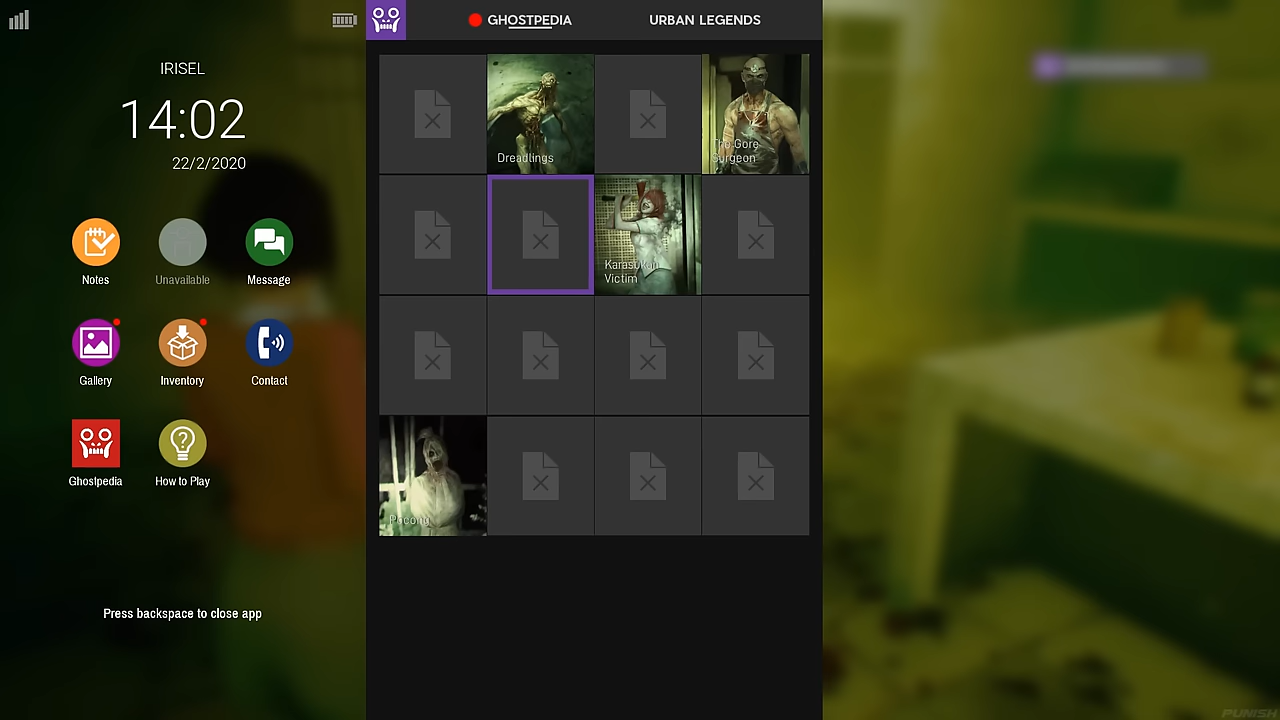 GHOSTPEDIA
URBAN LEGENDS
IRISEL
14:02
22/2/2020
Notes
Unavailable
Message
Gallery
Inventory
Contact
Ghostpedia
How to Play
Press backspace to close app
Dreadlings
The Gore
Surgeon
Karasukan
Victim
Pocong
PUNISH